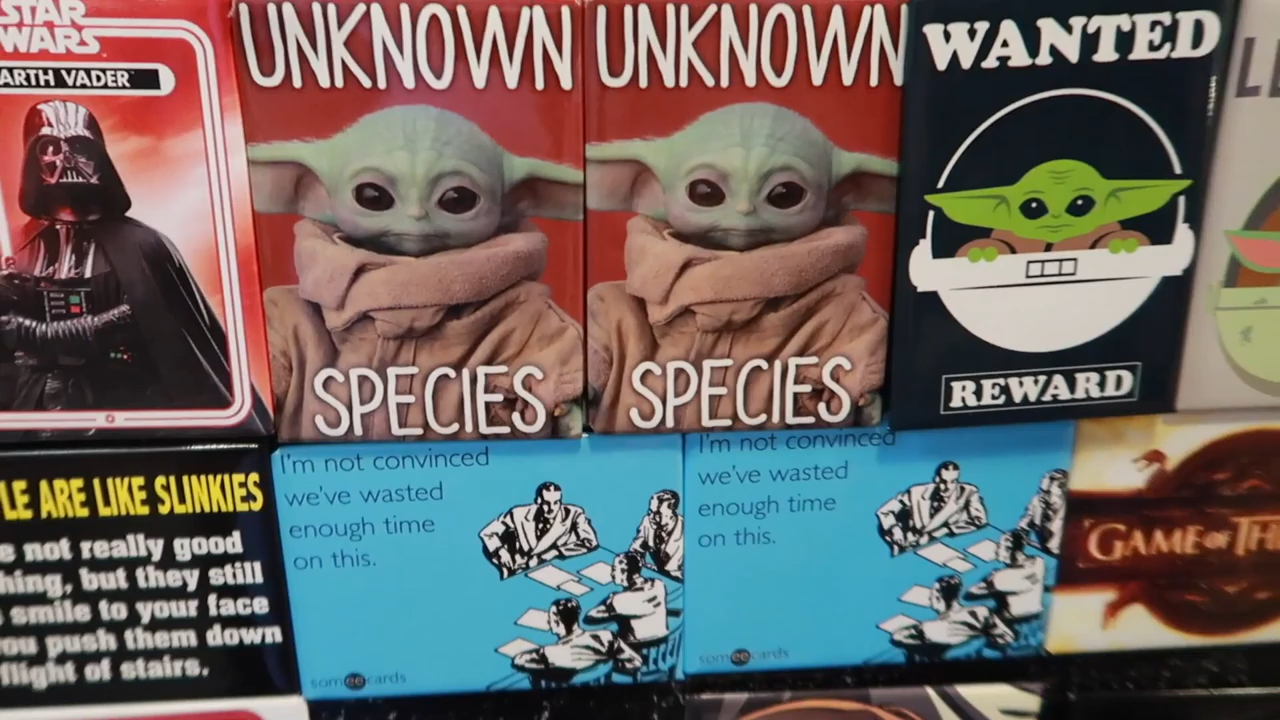 STAR
WARS
ARTH VADER
UNKNOWN
SPECIES
UNKNOWN
SPECIES
WANTED
REWARD
LE ARE LIKE SLINKIES
not really good
hing, but they still
smile to your face
ou push them down
flight of stairs.
I'm not convinced
we've wasted
enough time
on this.
someecards
I'm not convinced
we've wasted
enough time
on this.
someecards
GAME OF TH